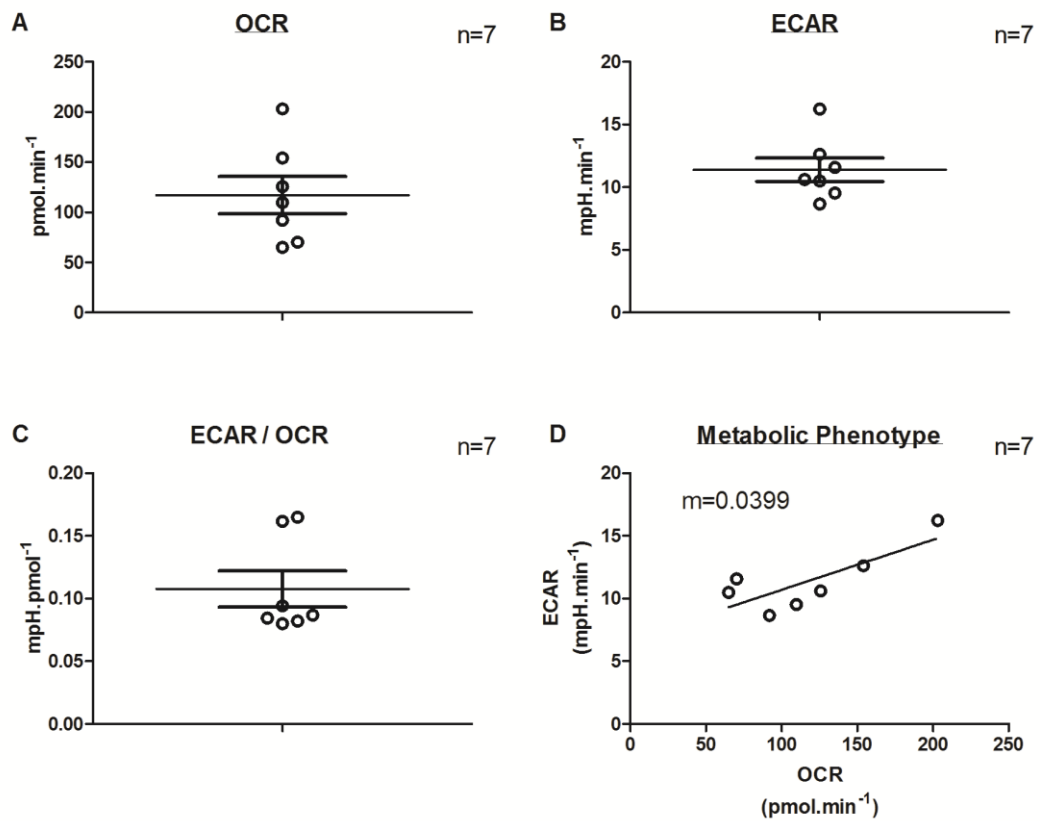 A
OCR
n=7
250
200
150
100
50
0
pmol.min-1
B
ECAR
n=7
20
15
10
5
0
mpH.min-1
C
ECAR / OCR
n=7
0.20
0.15
0.10
0.05
0.00
mpH.pmol-1
D
Metabolic Phenotype
n=7
m=0.0399
20
15
10
5
0
ECAR
(mpH.min-1)
0 50 100 150 200 250
OCR
(pmol.min-1)